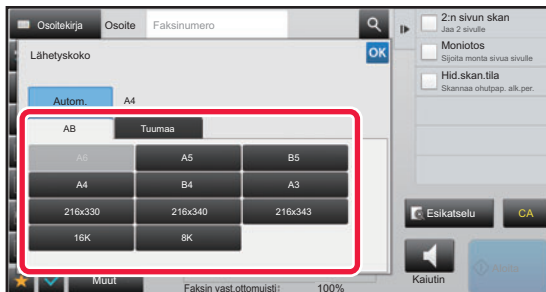 Osoitekirja Osoite Faksinumero
Lähetyskoko OK
Autom. A4
AB Tuumaa
A6 A5 B5
A4 B4 A3
216x330 216x340 216x343
16K 8K
Muut Faksin vast.ottomuisti: 100%
2:n sivun skan
Jaa 2 sivulle
Moniotos
Sijoita monta sivua sivulle
Hid.skan.tila
Skannaa ohutpap. alk.per.
Esikatselu CA
Kaiutin Aloita